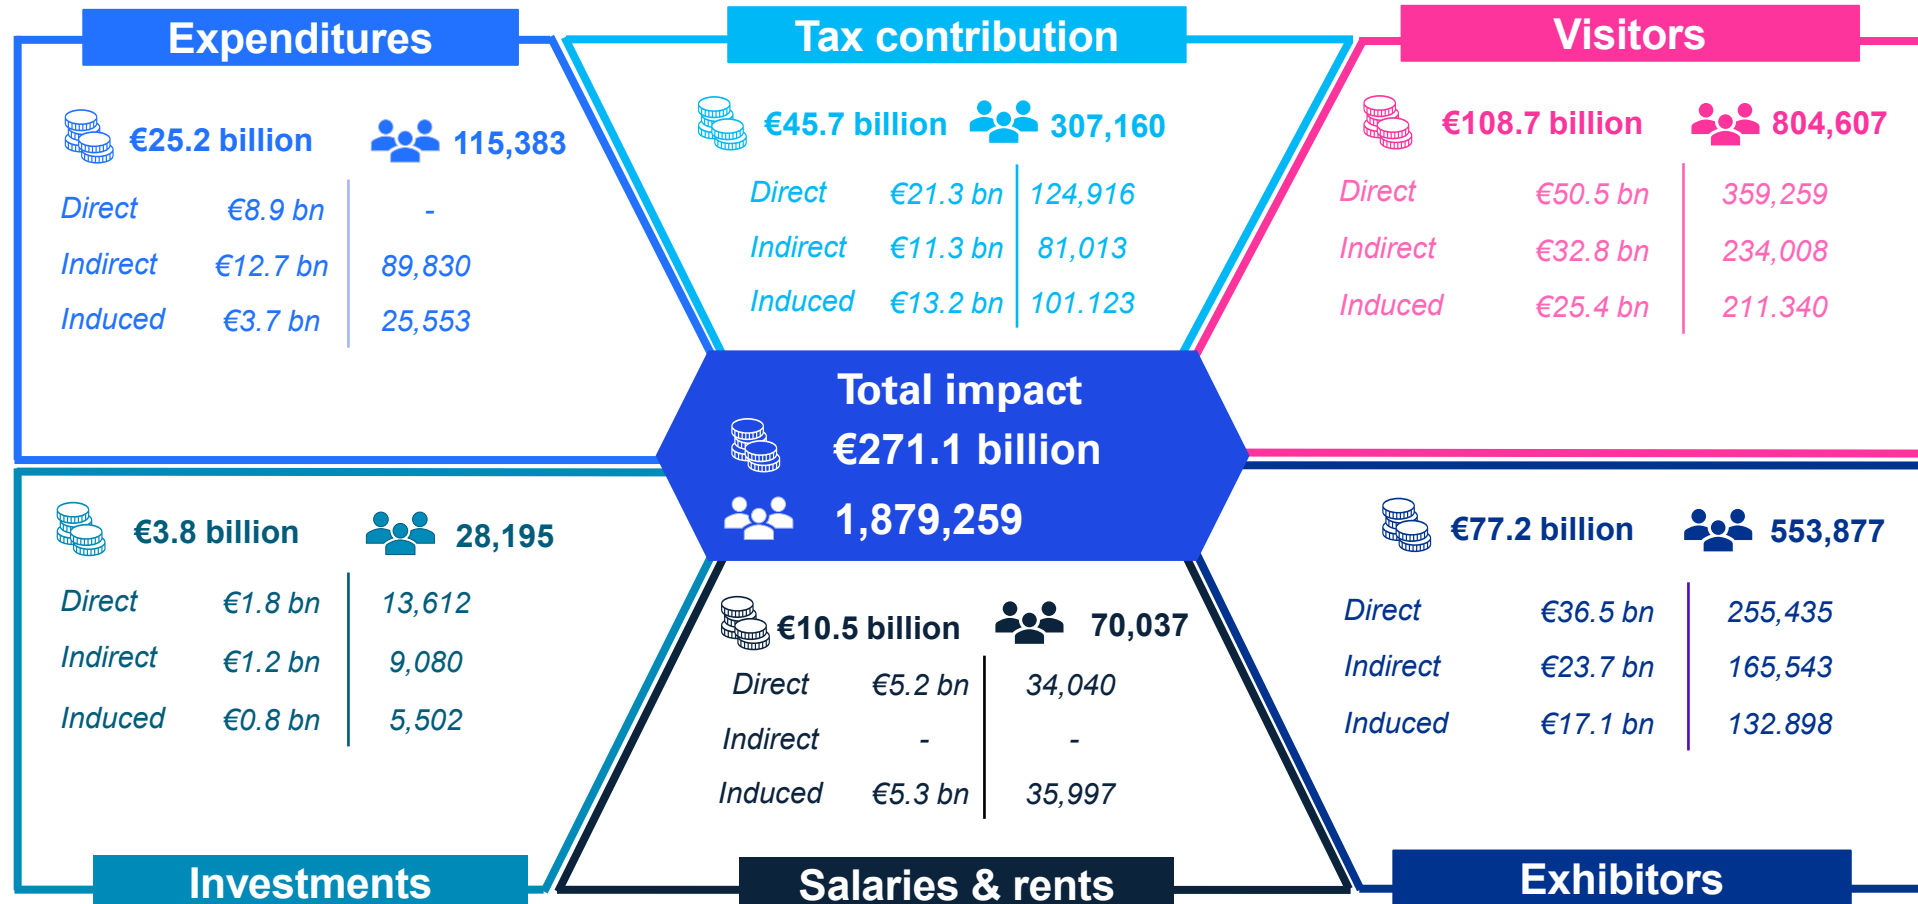 Expenditures
€25.2 billion 115,383
Direct €8.9 bn -
Indirect €12.7 bn 89,830
Induced €3.7 bn 25,553
Tax contribution
€45.7 billion 307,160
Direct €21.3 bn 124,916
Indirect €11.3 bn 81,013
Induced €13.2 bn 101.123
Visitors
€108.7 billion 804,607
Direct €50.5 bn 359,259
Indirect €32.8 bn 234,008
Induced €25.4 bn 211.340
Total impact
€271.1 billion
1,879,259
€3.8 billion 28,195
Direct €1.8 bn 13,612
Indirect €1.2 bn 9,080
Induced €0.8 bn 5,502
Investments
€10.5 billion 70,037
Direct €5.2 bn 34,040
Indirect - -
Induced €5.3 bn 35,997
Salaries & rents
€77.2 billion 553,877
Direct €36.5 bn 255,435
Indirect €23.7 bn 165,543
Induced €17.1 bn 132.898
Exhibitors